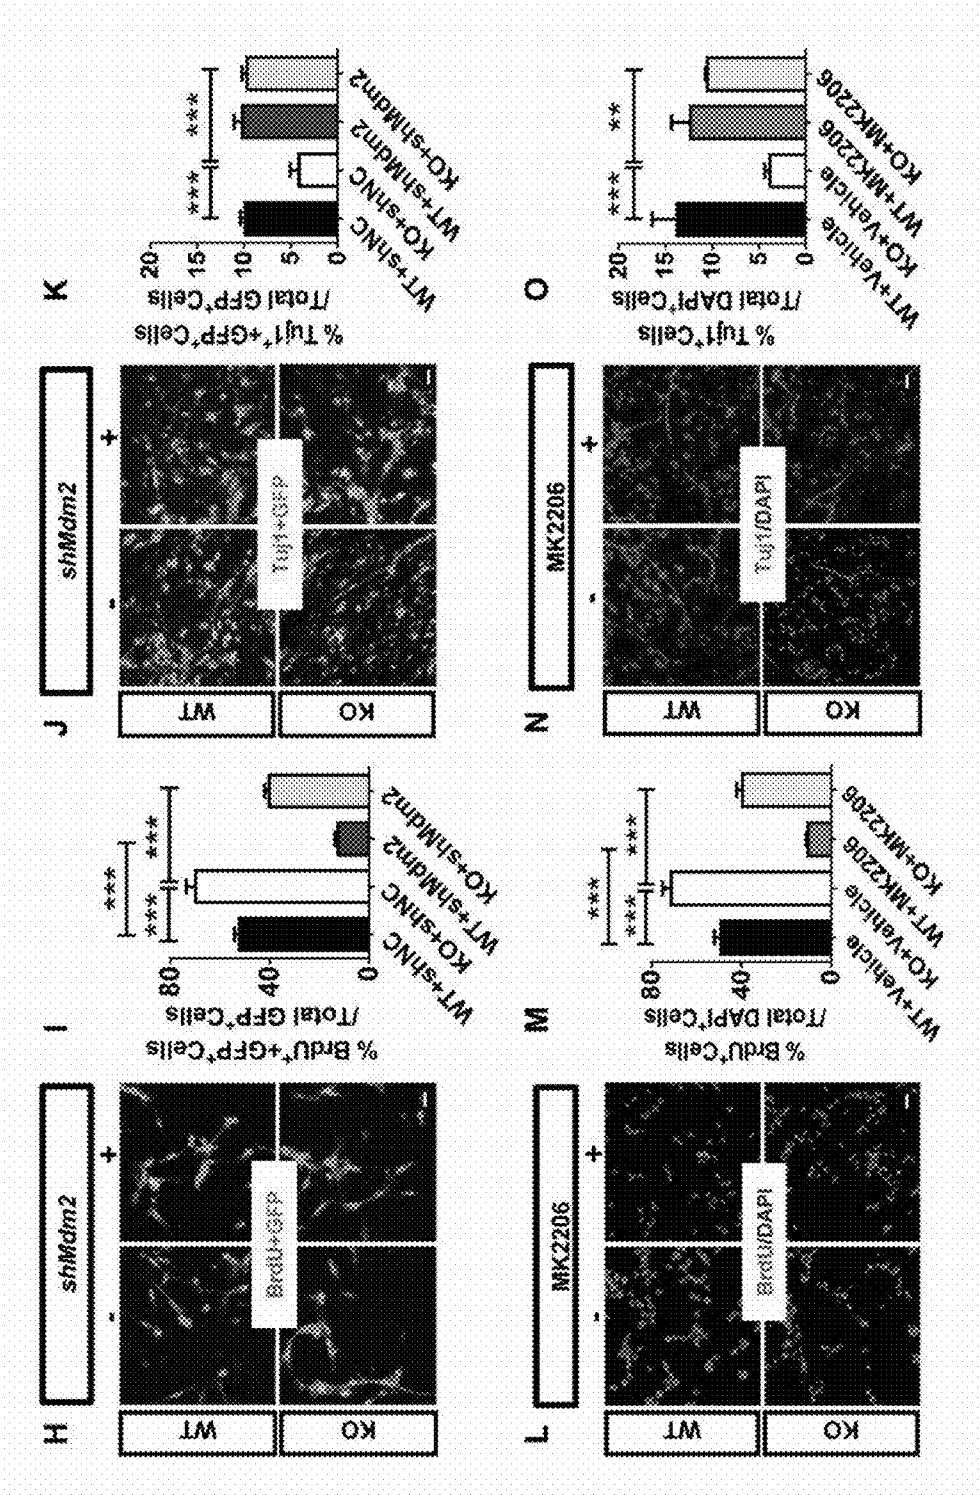 H
shMdm2
- +
WT
KO
BrdU+GFP
I
% BrdU⁺+GFP⁺Cells
/Total GFP⁺Cells
80
40
0
***
*** ***
WT+shNC
KO+shNC
WT+shMdm2
KO+shMdm2
J
shMdm2
- +
WT
KO
Tuj1+GFP
K
% Tuj1⁺+GFP⁺Cells
/Total GFP⁺Cells
20
15
10
5
0
*** ***
WT+shNC
KO+shNC
WT+shMdm2
KO+shMdm2
L
MK2206
- +
WT
KO
BrdU/DAPI
M
% BrdU⁺Cells
/Total DAPI⁺Cells
80
40
0
***
*** ***
WT+Vehicle
KO+Vehicle
WT+MK2206
KO+MK2206
N
MK2206
- +
WT
KO
Tuj1/DAPI
O
% Tuj1⁺Cells
/Total DAPI⁺Cells
20
15
10
5
0
*** **
WT+Vehicle
KO+Vehicle
WT+MK2206
KO+MK2206